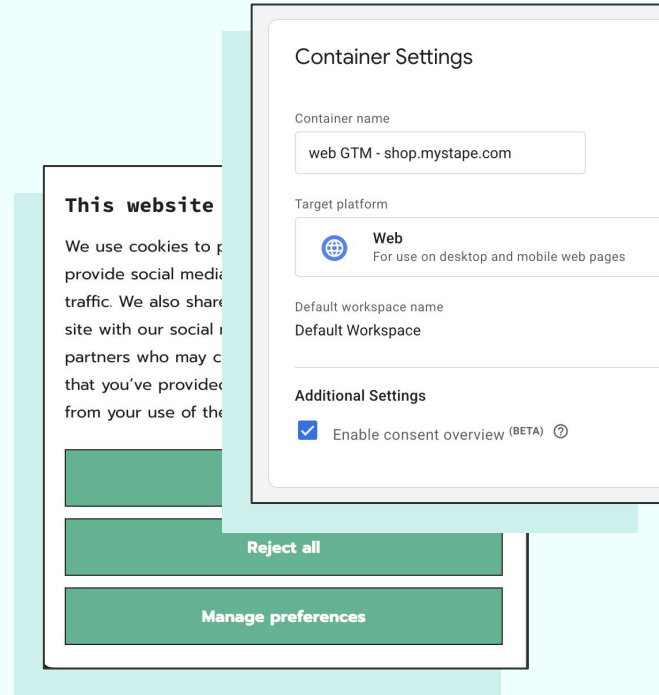 Container Settings
Container name
web GTM - shop.mystape.com
Target platform
Web
For use on desktop and mobile web pages
Default workspace name
Default Workspace
Additional Settings
Enable consent overview (BETA) ?
This website
We use cookies to
provide social media
traffic. We also share
site with our social
partners who may
that you've provided
from your use of the
Reject all
Manage preferences